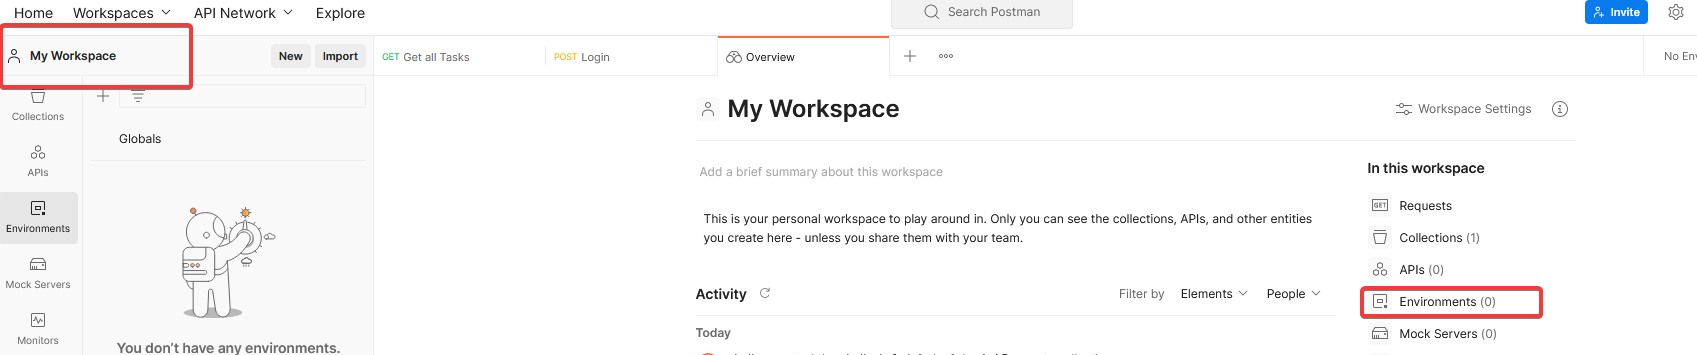 Home Workspaces API Network Explore
Search Postman
Invite
My Workspace
New Import
GET Get all Tasks
POST Login
Overview
No Env
Collections
APIs
Environments
Mock Servers
Monitors
Globals
You don't have any environments.
My Workspace
Workspace Settings
Add a brief summary about this workspace
This is your personal workspace to play around in. Only you can see the collections, APIs, and other entities
you create here - unless you share them with your team.
Activity
Filter by Elements People
Today
In this workspace
GET Requests
Collections (1)
APIs (0)
Environments (0)
Mock Servers (0)